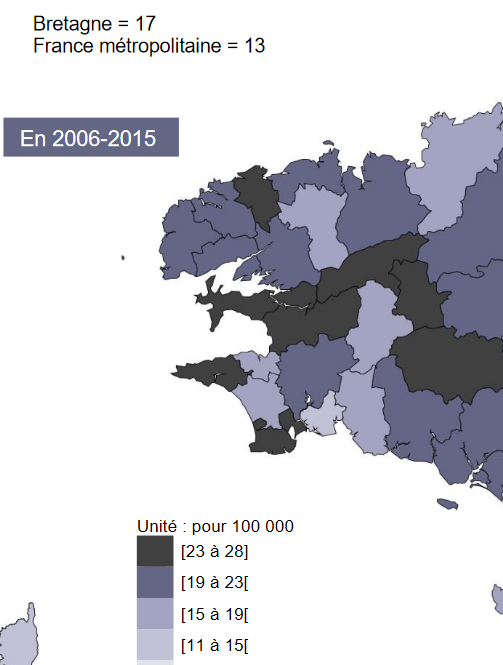 Bretagne = 17
France métropolitaine = 13
En 2006-2015
Unité : pour 100 000
[23 à 28]
[19 à 23[
[15 à 19[
[11 à 15[